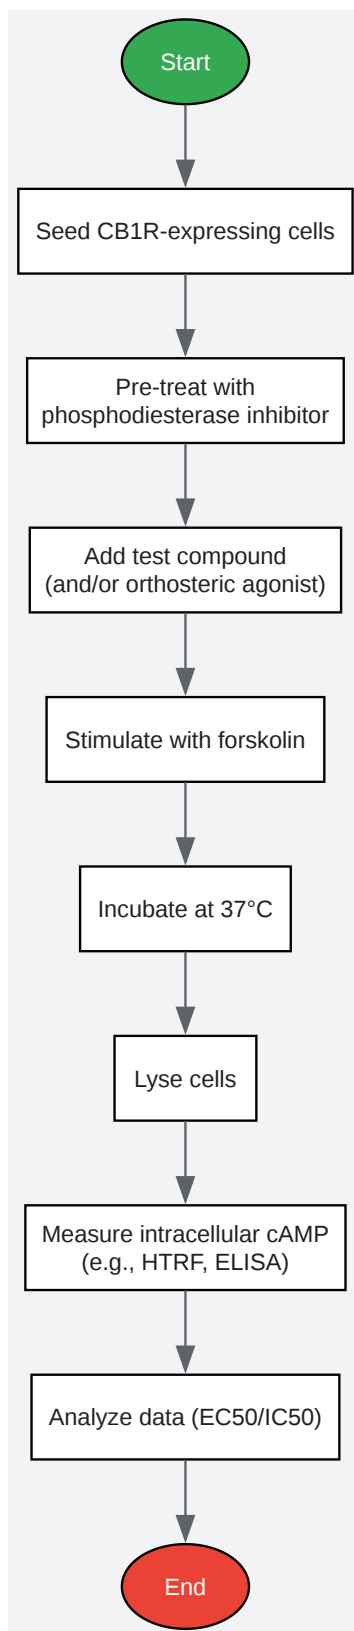 Start
Seed CB1R-expressing cells
Pre-treat with
phosphodiesterase inhibitor
Add test compound
(and/or orthosteric agonist)
Stimulate with forskolin
Incubate at 37°C
Lyse cells
Measure intracellular cAMP
(e.g., HTRF, ELISA)
Analyze data (EC50/IC50)
End